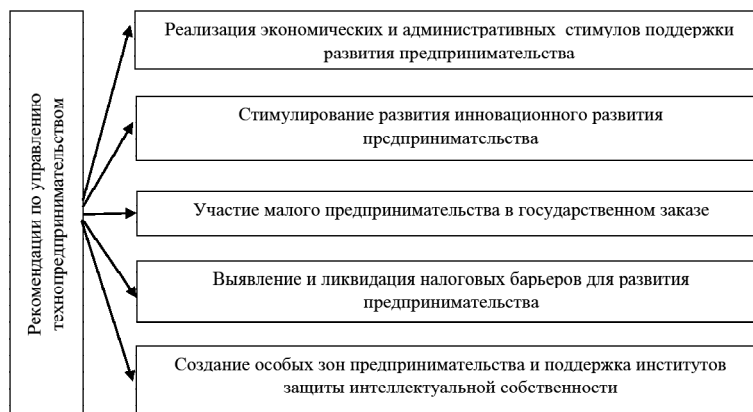 Рекомендации по управлению
технопредпринимательством
Реализация экономических и административных стимулов поддержки
развития предпринимательства
Стимулирование развития инновационного развития
предпринимательства
Участие малого предпринимательства в государственном заказе
Выявление и ликвидация налоговых барьеров для развития
предпринимательства
Создание особых зон предпринимательства и поддержка институтов
защиты интеллектуальной собственности